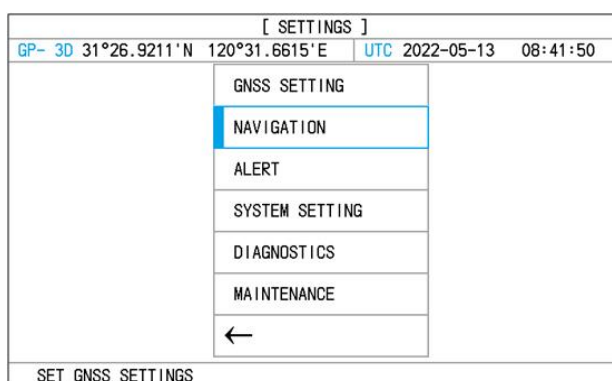 [ SETTINGS ]
GP- 3D 31°26.9211'N 120°31.6615'E UTC 2022-05-13 08:41:50
GNSS SETTING
NAVIGATION
ALERT
SYSTEM SETTING
DIAGNOSTICS
MAINTENANCE
←
SET GNSS SETTINGS